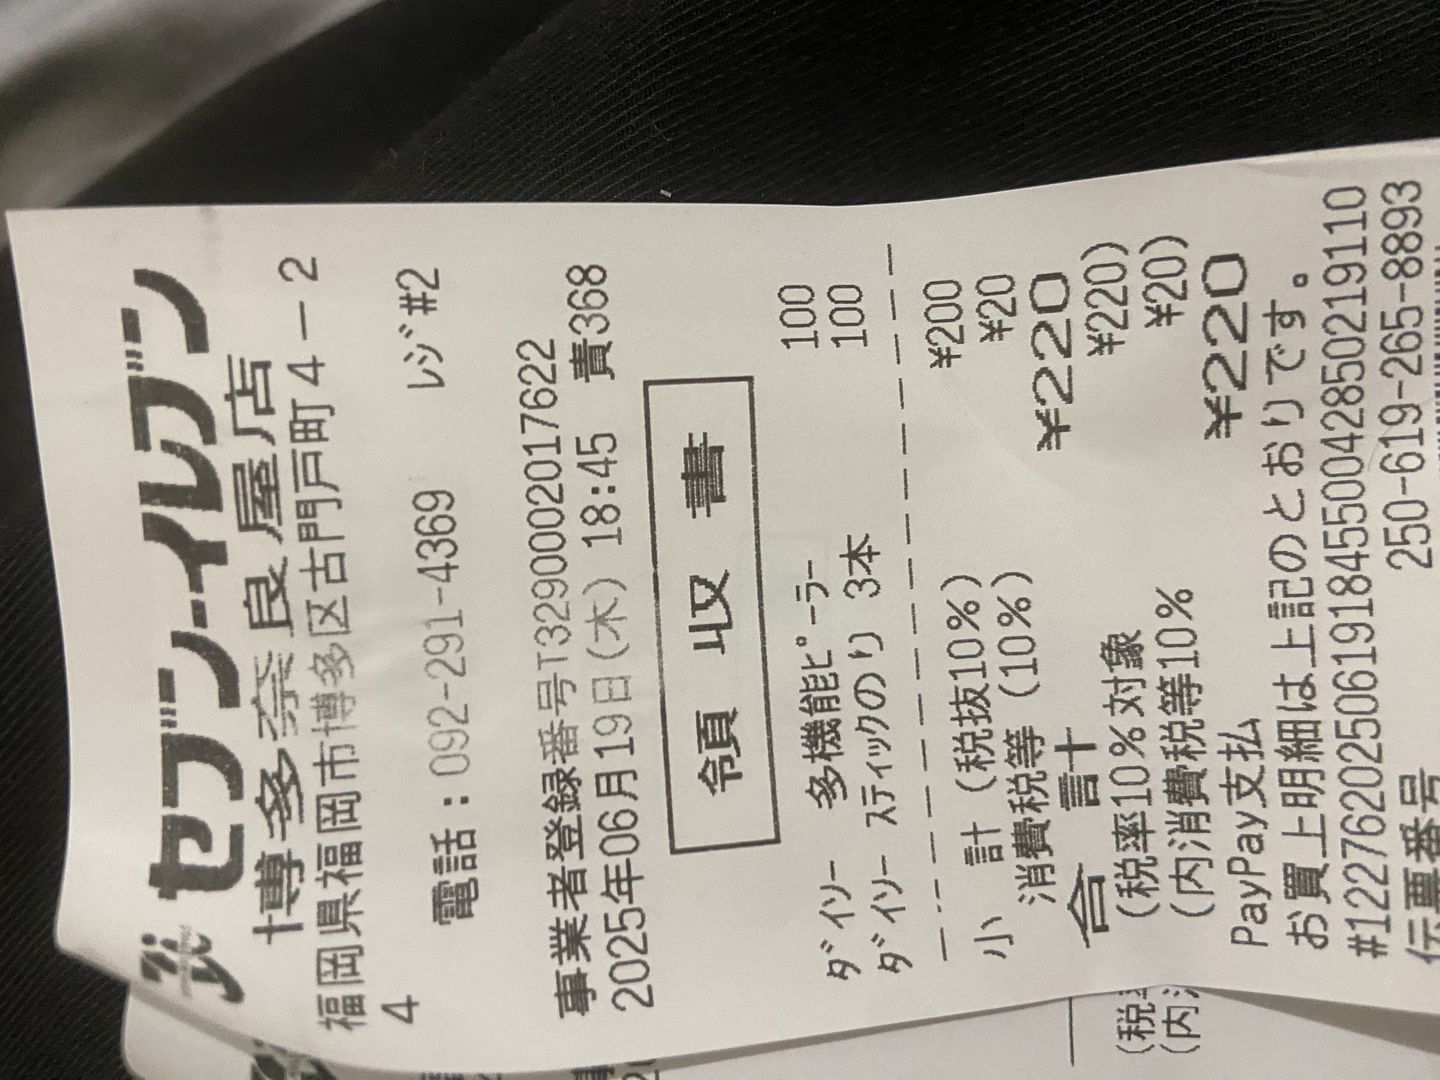 セブン-イレブン
博多奈良屋店
福岡県福岡市博多区古門戸町4-2
4
電話:092-291-4369 レジ#2
事業者登録番号T3290002017622
2025年06月19日(木) 18:45 責368
領収書
ダイソー 多機能ピーラー 100
ダイソー スティックのり 3本 100
小 計(税抜10%) ¥200
消費税等(10%) ¥20
合 計 ¥220
(税率10%対象 ¥220)
(内消費税等10% ¥20)
PayPay支払 ¥220
お買上明細は上記のとおりです。
#1227620250619184550042850219110
伝票番号 250-619-265-8893
(税
(内